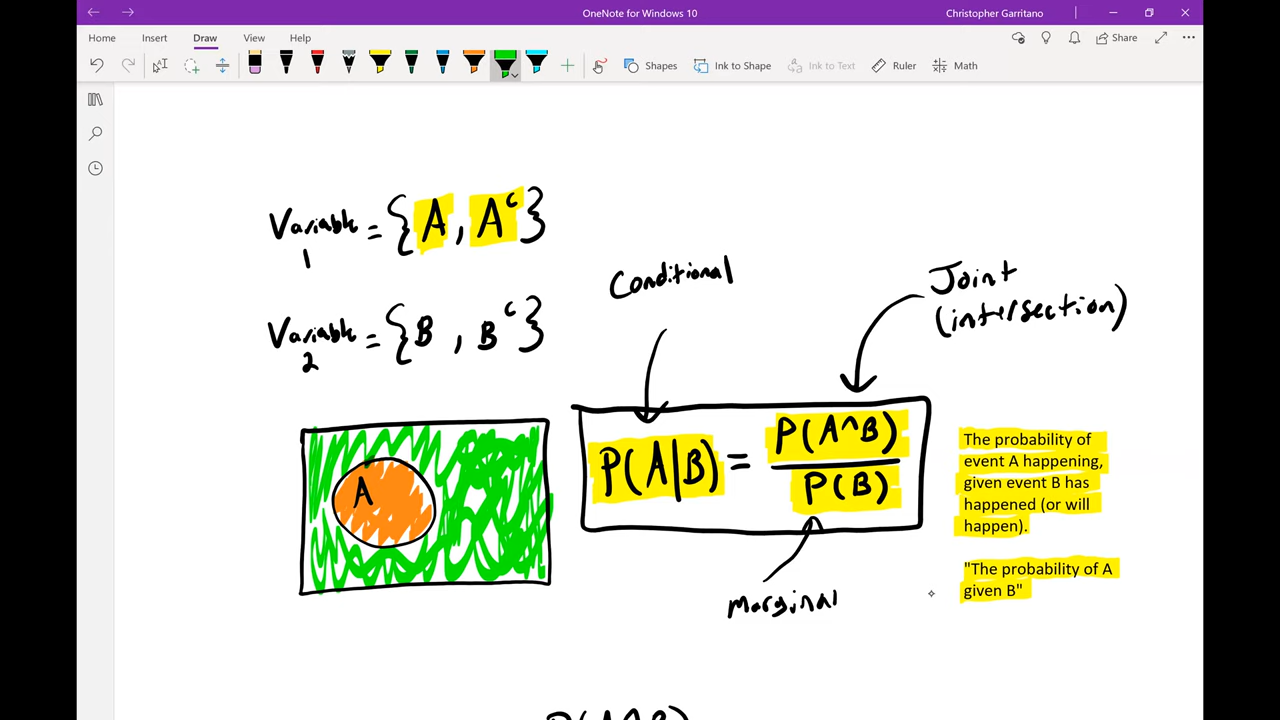 OneNote for Windows 10
Christopher Garritano
Home Insert Draw View Help
Share
Shapes Ink to Shape Ink to Text Ruler Math
Variable 1 = {A, Aᶜ}
Conditional
Joint
(intersection)
Variable 2 = {B, Bᶜ}
A
P(A|B) = P(A^B)
P(B)
The probability of
event A happening,
given event B has
happened (or will
happen).
"The probability of A
given B"
marginal
P(A^B)